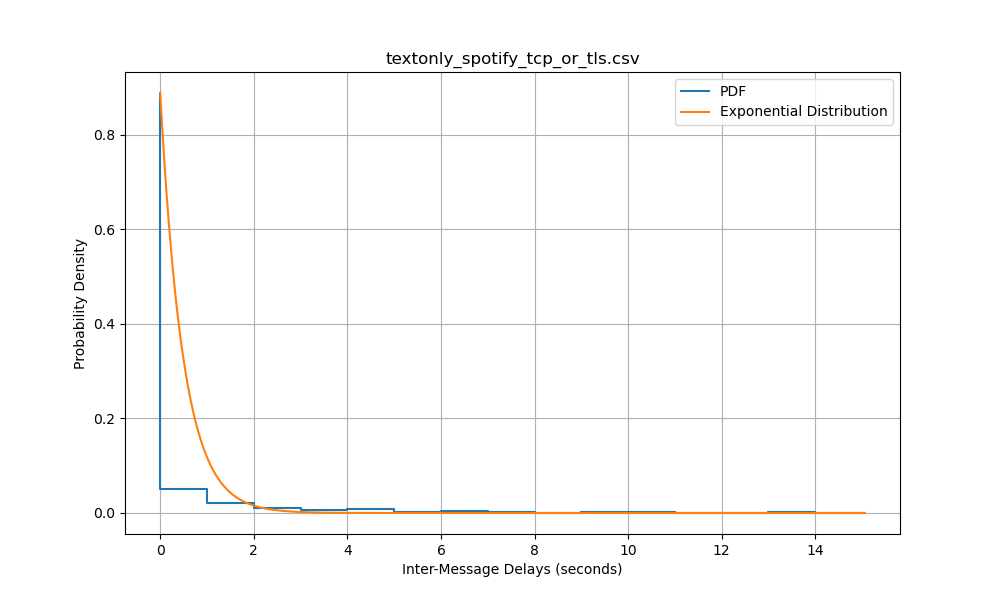 textonly_spotify_tcp_or_tls.csv
PDF
Exponential Distribution
Probability Density
0.8
0.6
0.4
0.2
0.0
0 2 4 6 8 10 12 14
Inter-Message Delays (seconds)